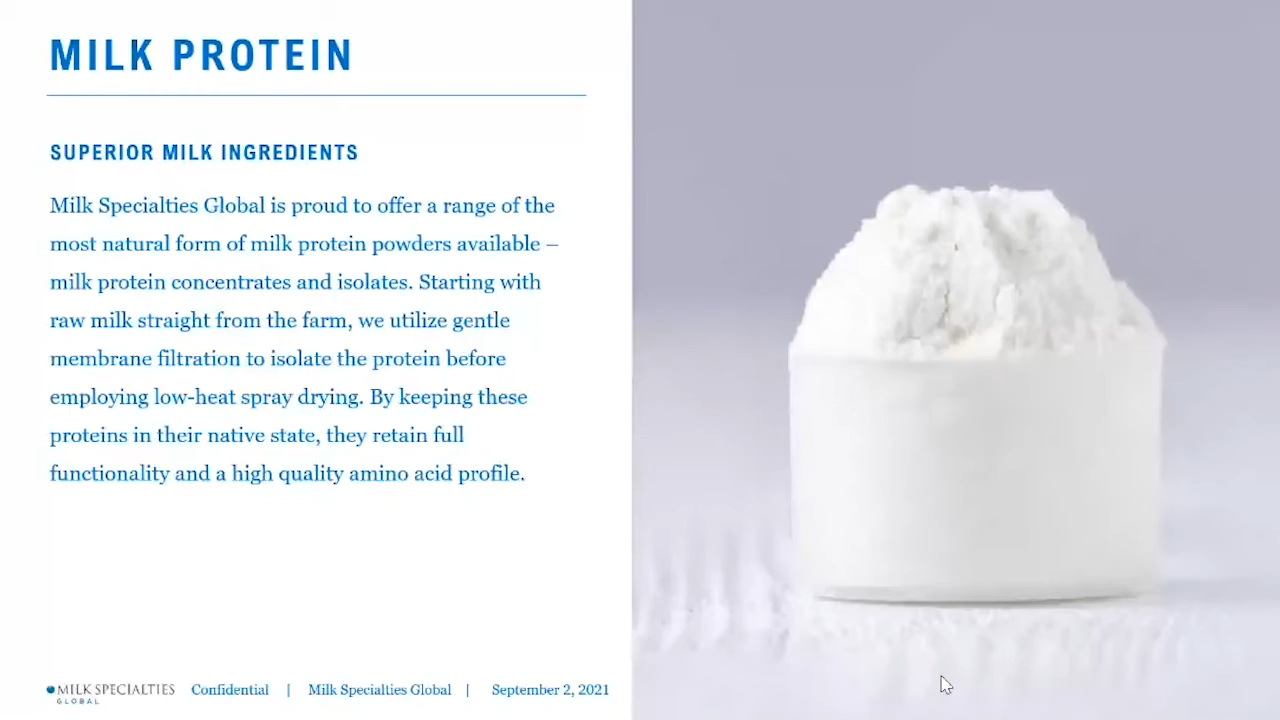 MILK PROTEIN
SUPERIOR MILK INGREDIENTS
Milk Specialties Global is proud to offer a range of the
most natural form of milk protein powders available –
milk protein concentrates and isolates. Starting with
raw milk straight from the farm, we utilize gentle
membrane filtration to isolate the protein before
employing low-heat spray drying. By keeping these
proteins in their native state, they retain full
functionality and a high quality amino acid profile.
MILK SPECIALTIES
GLOBAL
Confidential | Milk Specialties Global | September 2, 2021